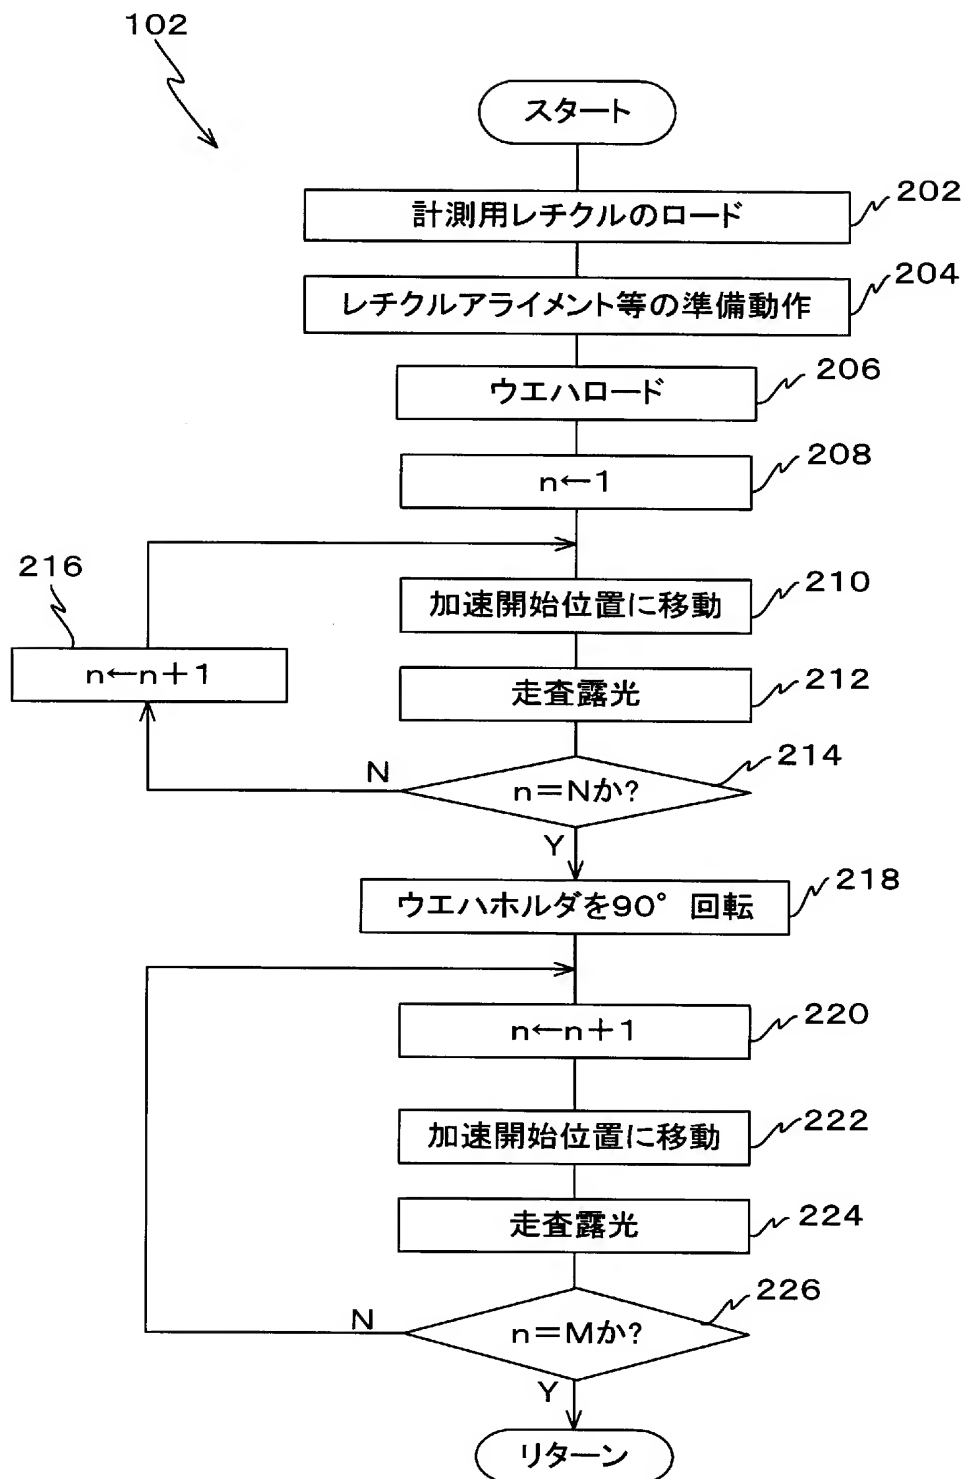 102
スタート
計測用レチクルのロード
202
レチクルアライメント等の準備動作
204
ウエハロード
206
n←1
208
216
n←n+1
加速開始位置に移動
210
走査露光
212
214
N
n=Nか?
Y
ウエハホルダを90° 回転
218
n←n+1
220
加速開始位置に移動
222
走査露光
224
226
N
n=Mか?
Y
リターン